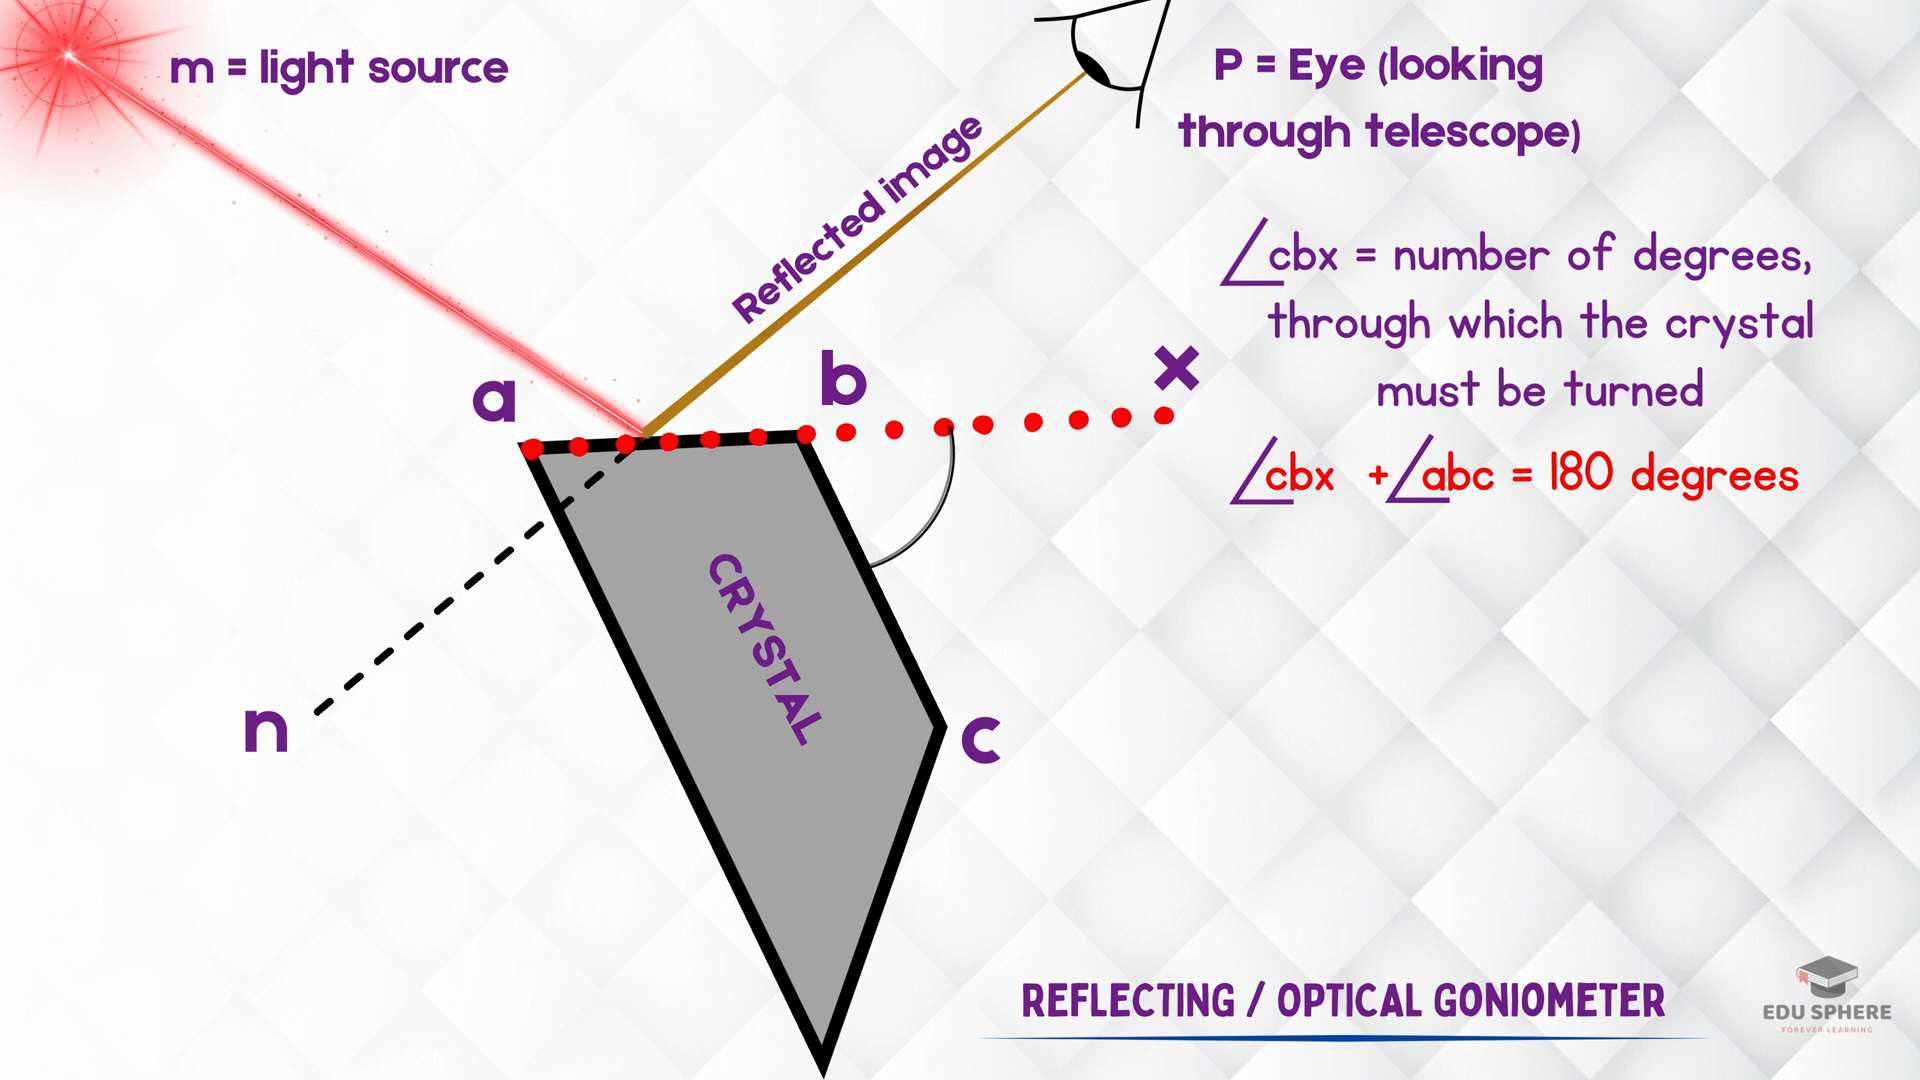 m = light source
P = Eye (looking
through telescope)
Reflected image
∠cbx = number of degrees,
through which the crystal
must be turned
a
b
x
∠cbx + ∠abc = 180 degrees
CRYSTAL
n
c
REFLECTING / OPTICAL GONIOMETER
EDU SPHERE
FOREVER LEARNING